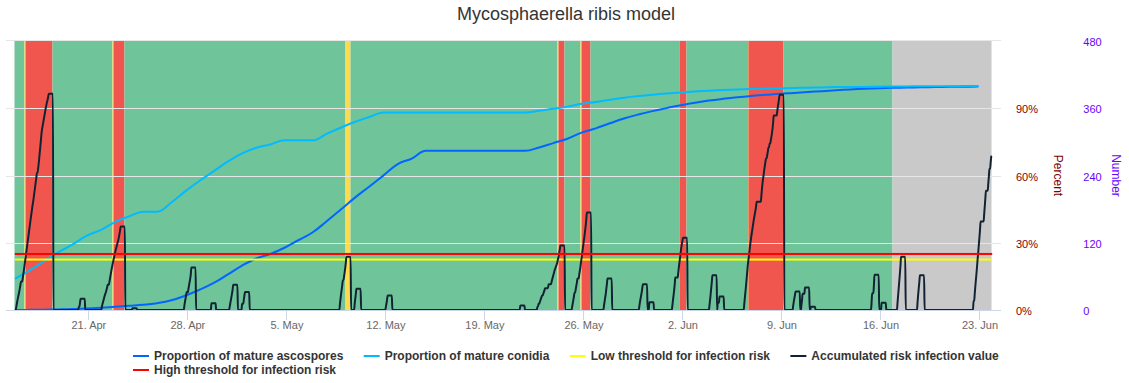 Mycosphaerella ribis model
480
90% 360
60% 240
30% 120
0% 0
Percent
Number
21. Apr 28. Apr 5. May 12. May 19. May 26. May 2. Jun 9. Jun 16. Jun 23. Jun
Proportion of mature ascospores Proportion of mature conidia Low threshold for infection risk Accumulated risk infection value
High threshold for infection risk